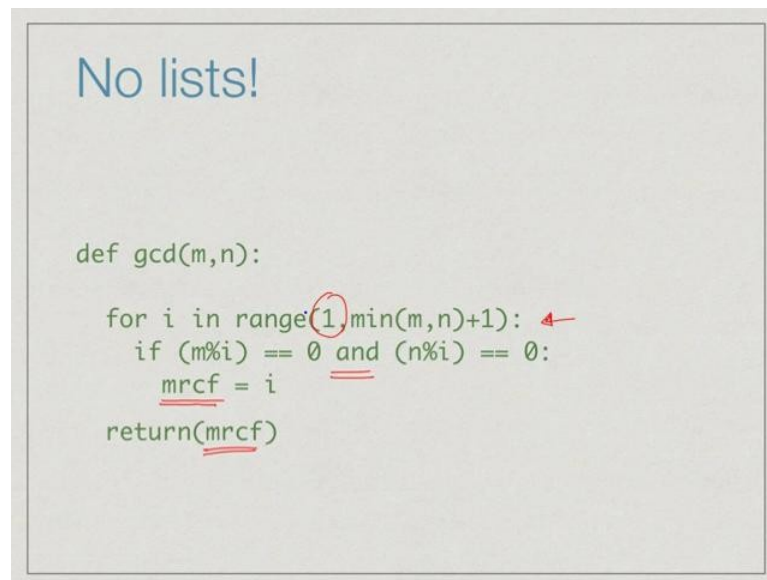 No lists!
def gcd(m,n):
for i in range(1,min(m,n)+1):
if (m%i) == 0 and (n%i) == 0:
mrcf = i
return(mrcf)